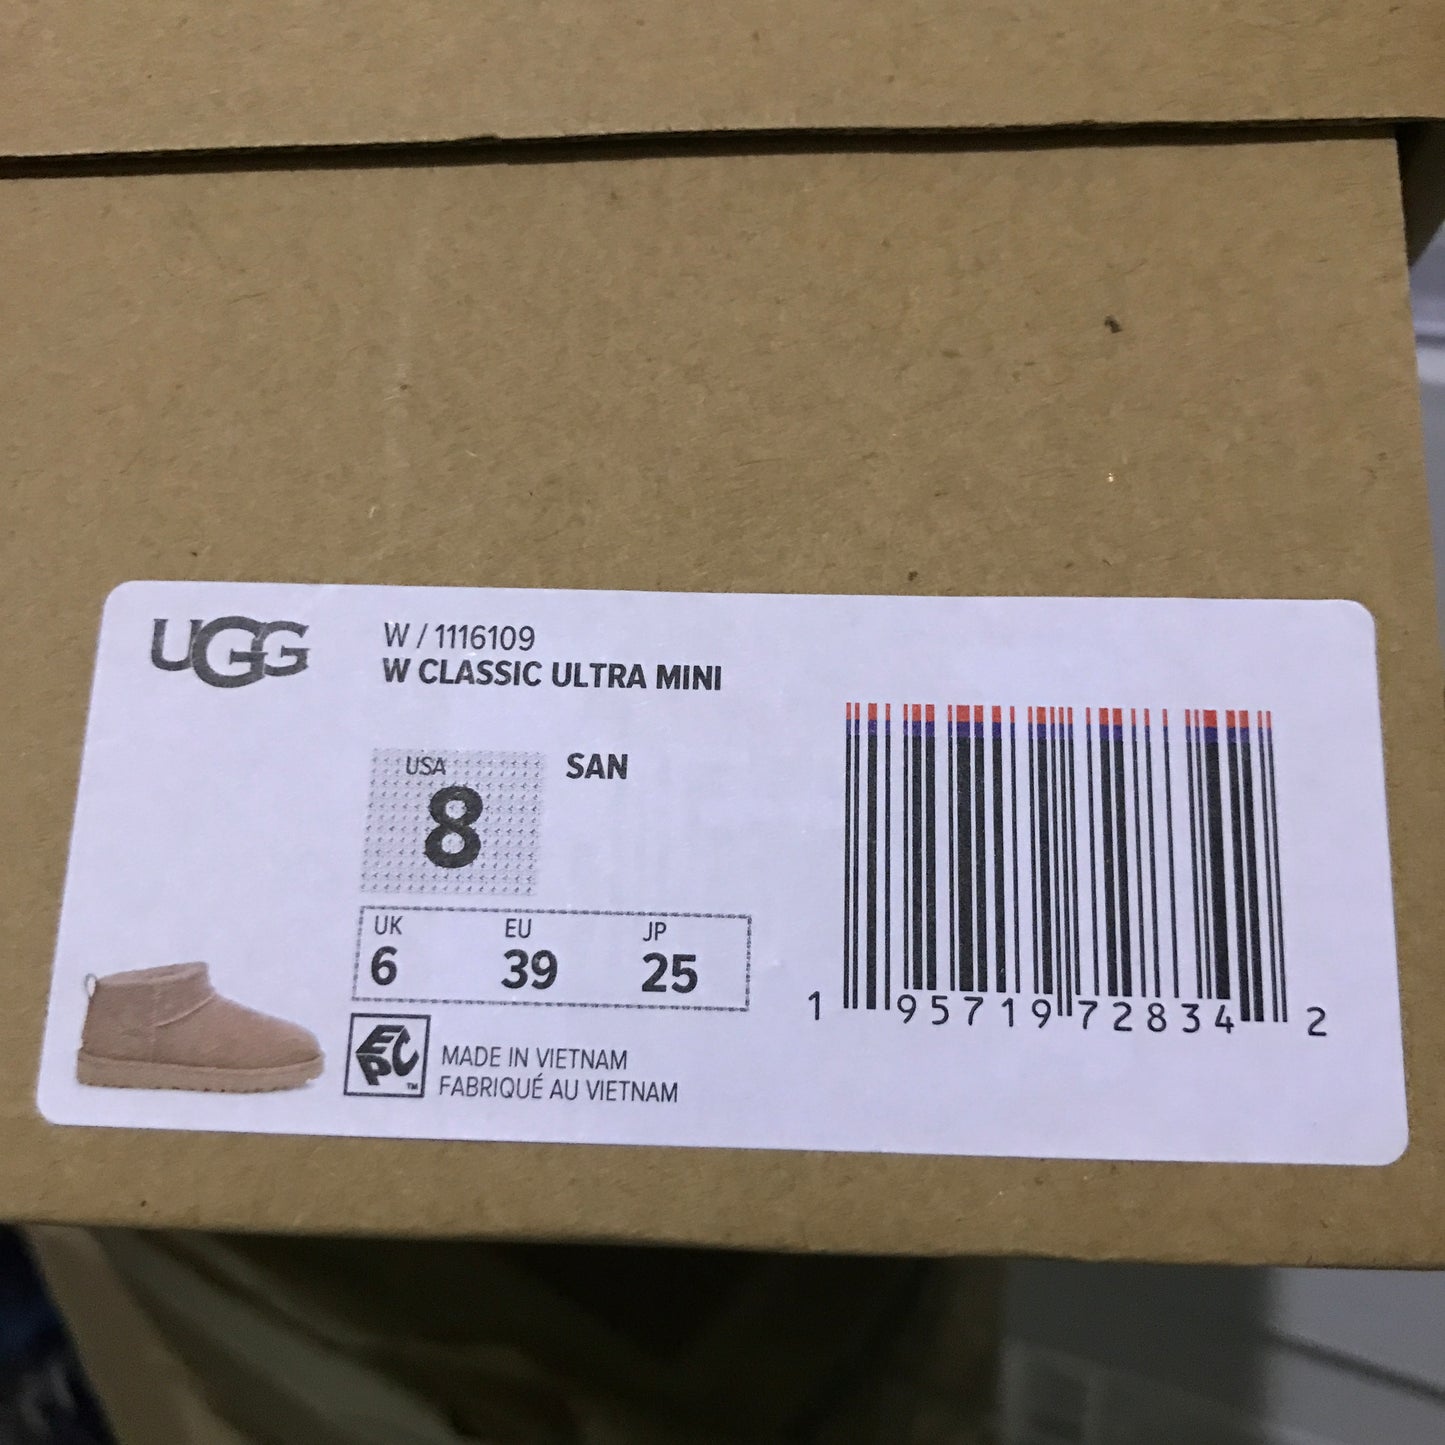 UGG
W / 1116109
W CLASSIC ULTRA MINI
USA
8
SAN
UK EU JP
6 39 25
EPC ™
MADE IN VIETNAM
FABRIQUÉ AU VIETNAM
1 95719 72834 2